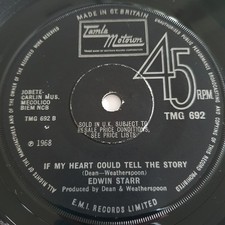 MADE IN Gt. BRITAIN
Tamla
Motown
TMG 692
45
RPM
JOBETE,
CARLIN MUS.
MECOLICO
BIEM NCB
TMG 692 B
℗ 1968
SOLD IN U.K. SUBJECT TO
RESALE PRICE CONDITIONS,
SEE PRICE LISTS
IF MY HEART COULD TELL THE STORY
(Dean—Weatherspoon)
EDWIN STARR
Produced by Dean & Weatherspoon
E.M.I. RECORDS LIMITED